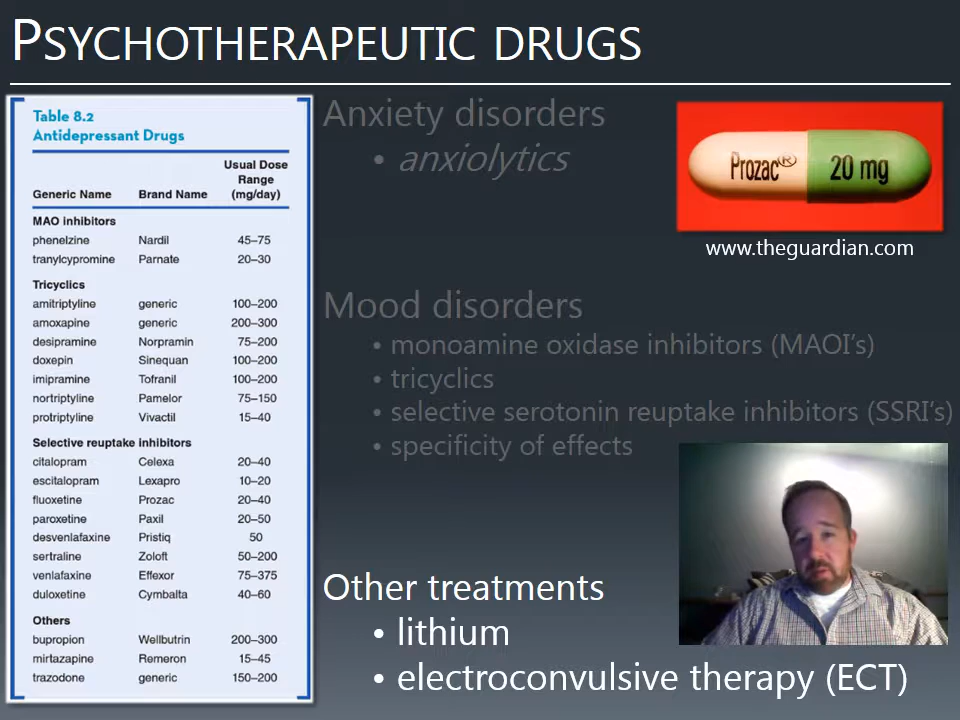 PSYCHOTHERAPEUTIC DRUGS
Table 8.2
Antidepressant Drugs
Usual Dose
Range
Generic Name Brand Name (mg/day)
MAO inhibitors
phenelzine Nardil 45–75
tranylcypromine Parnate 20–30
Tricyclics
amitriptyline generic 100–200
amoxapine generic 200–300
desipramine Norpramin 75–200
doxepin Sinequan 100–200
imipramine Tofranil 100–200
nortriptyline Pamelor 75–150
protriptyline Vivactil 15–40
Selective reuptake inhibitors
citalopram Celexa 20–40
escitalopram Lexapro 10–20
fluoxetine Prozac 20–40
paroxetine Paxil 20–50
desvenlafaxine Pristiq 50
sertraline Zoloft 50–200
venlafaxine Effexor 75–375
duloxetine Cymbalta 40–60
Others
bupropion Wellbutrin 200–300
mirtazapine Remeron 15–45
trazodone generic 150–200
Anxiety disorders
• anxiolytics
Prozac® 20 mg
www.theguardian.com
Mood disorders
• monoamine oxidase inhibitors (MAOI's)
• tricyclics
• selective serotonin reuptake inhibitors (SSRI's)
• specificity of effects
Other treatments
• lithium
• electroconvulsive therapy (ECT)